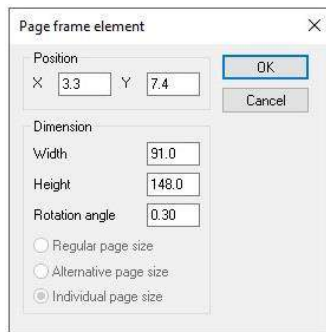 Page frame element
Position
X 3.3 Y 7.4
OK
Cancel
Dimension
Width 91.0
Height 148.0
Rotation angle 0.30
Regular page size
Alternative page size
Individual page size